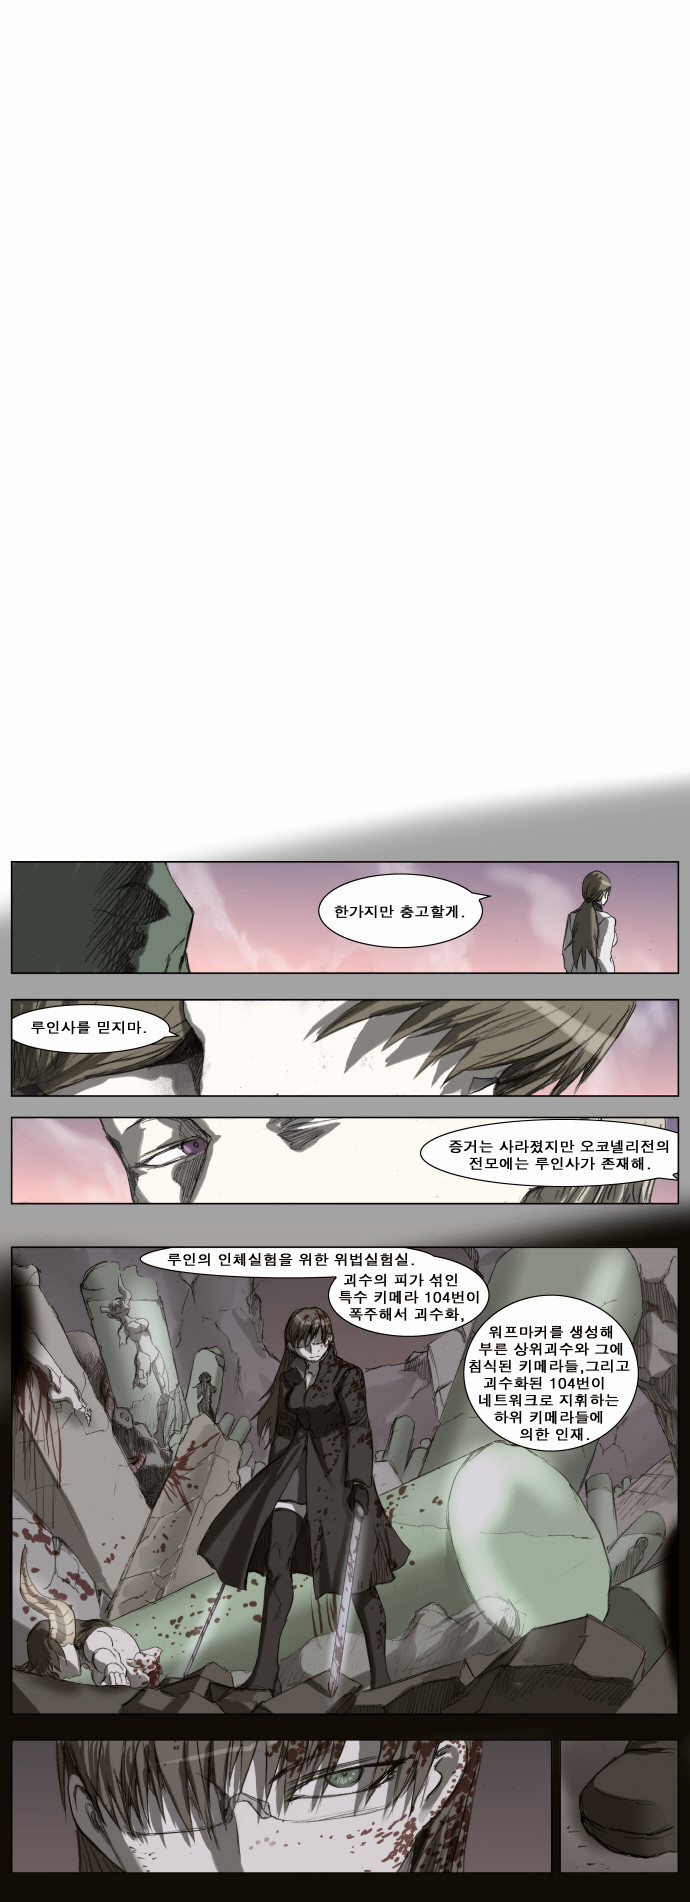 한가지만 충고할게.
루인사를 믿지마.
증거는 사라졌지만 오코넬리전의
전모에는 루인사가 존재해.
루인의 인체실험을 위한 위법실험실.
괴수의 피가 섞인
특수 키메라 104번이
폭주해서 괴수화,
워프마커를 생성해
부른 상위괴수와 그에
침식된 키메라들,그리고
괴수화된 104번이
네트워크로 지휘하는
하위 키메라들에
의한 인재.